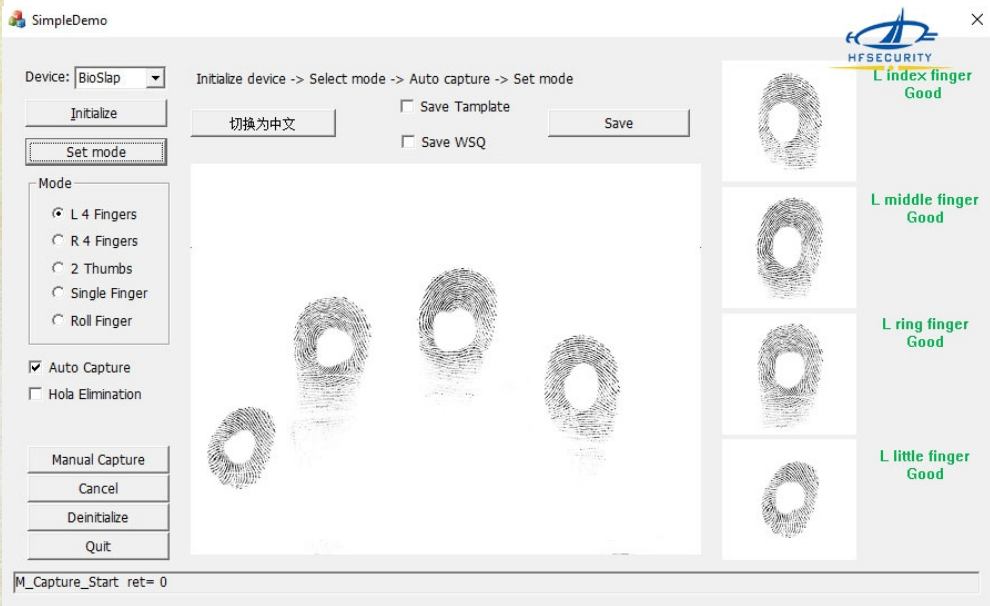 SimpleDemo
HFSECURITY
Device: BioSlap
Initialize device -> Select mode -> Auto capture -> Set mode
Initialize
切换为中文
Save Tamplate
Save WSQ
Save
Set mode
Mode
L 4 Fingers
R 4 Fingers
2 Thumbs
Single Finger
Roll Finger
Auto Capture
Hola Elimination
Manual Capture
Cancel
Deinitialize
Quit
L index finger
Good
L middle finger
Good
L ring finger
Good
L little finger
Good
M_Capture_Start ret= 0